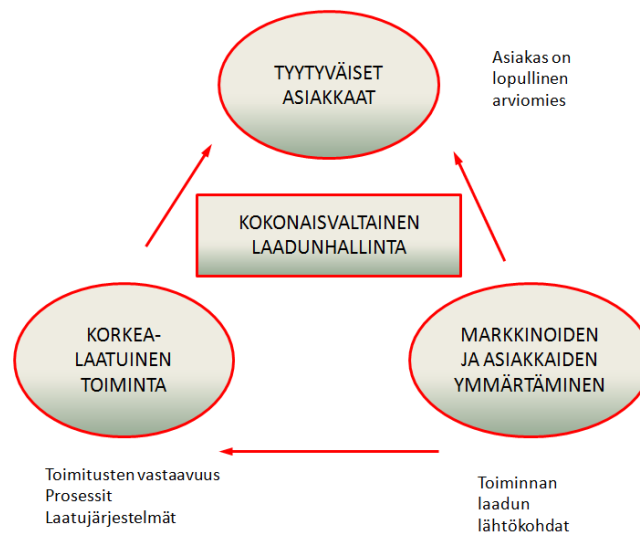 TYYTYVÄISET
ASIAKKAAT
Asiakas on
lopullinen
arviomies
KOKONAISVALTAINEN
LAADUNHALLINTA
KORKEA-
LAATUINEN
TOIMINTA
MARKKINOIDEN
JA ASIAKKAIDEN
YMMÄRTÄMINEN
Toimitusten vastaavuus
Prosessit
Laatujärjestelmät
Toiminnan
laadun
lähtökohdat